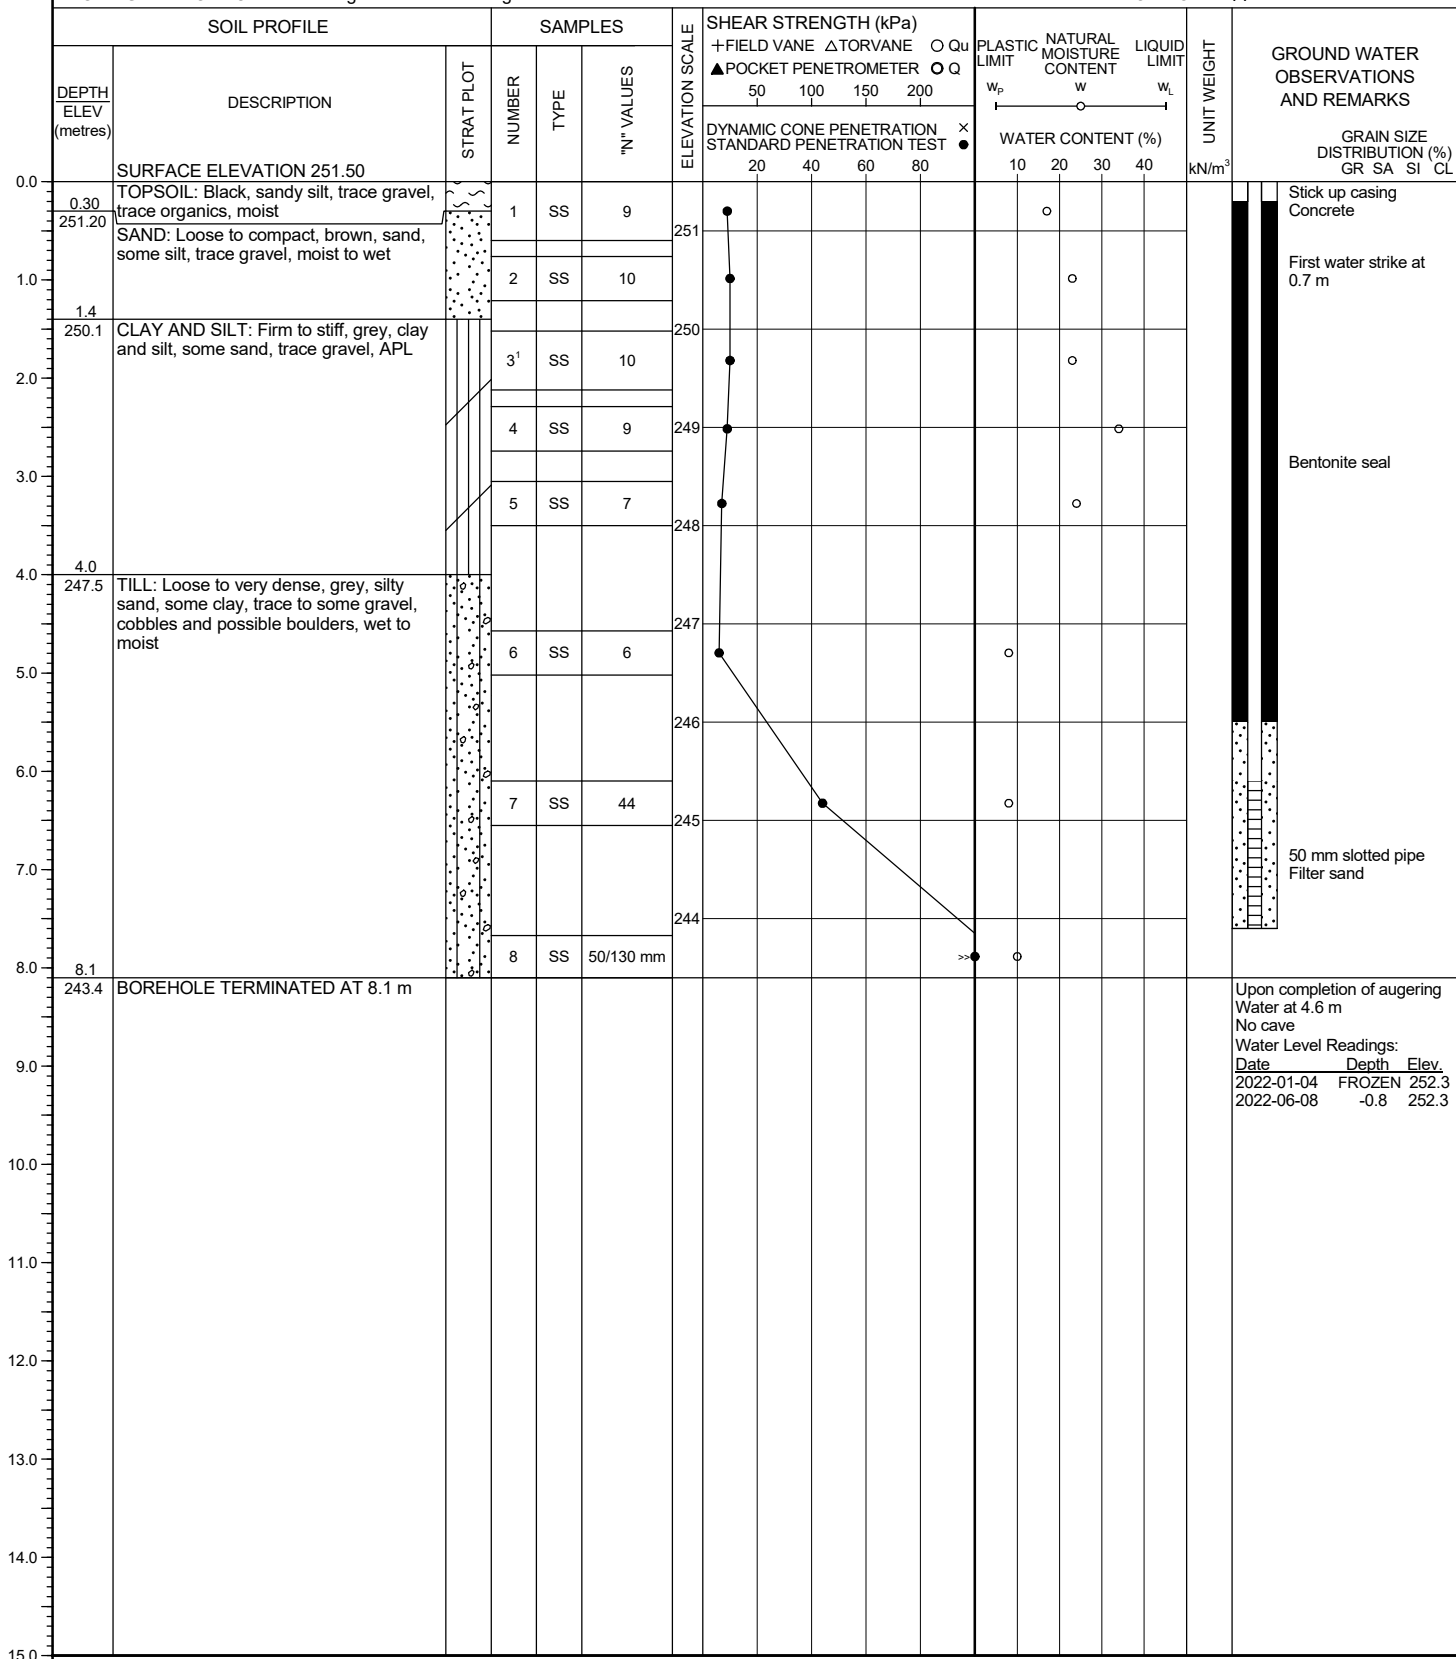 SOIL PROFILE
SAMPLES
DEPTH
ELEV
(metres)
DESCRIPTION
STRAT PLOT
NUMBER
TYPE
"N" VALUES
ELEVATION SCALE
SHEAR STRENGTH (kPa)
+FIELD VANE △TORVANE ○ Qu
▲POCKET PENETROMETER O Q
50 100 150 200
DYNAMIC CONE PENETRATION ×
STANDARD PENETRATION TEST ●
20 40 60 80
PLASTIC LIMIT
NATURAL MOISTURE CONTENT
LIQUID LIMIT
wP w wL
WATER CONTENT (%)
10 20 30 40
UNIT WEIGHT
kN/m³
GROUND WATER
OBSERVATIONS
AND REMARKS
GRAIN SIZE
DISTRIBUTION (%)
GR SA SI CL
SURFACE ELEVATION 251.50
0.0
0.30
251.20
TOPSOIL: Black, sandy silt, trace gravel,
trace organics, moist
SAND: Loose to compact, brown, sand,
some silt, trace gravel, moist to wet
1 SS 9
251
Stick up casing
Concrete
First water strike at
0.7 m
1.0
2 SS 10
1.4
250.1
CLAY AND SILT: Firm to stiff, grey, clay
and silt, some sand, trace gravel, APL
250
3¹ SS 10
2.0
4 SS 9
249
Bentonite seal
3.0
5 SS 7
248
4.0
4.0
247.5
TILL: Loose to very dense, grey, silty
sand, some clay, trace to some gravel,
cobbles and possible boulders, wet to
moist
247
6 SS 6
5.0
246
6.0
7 SS 44
245
7.0
50 mm slotted pipe
Filter sand
244
8 SS 50/130 mm
>>
8.0
8.1
243.4
BOREHOLE TERMINATED AT 8.1 m
Upon completion of augering
Water at 4.6 m
No cave
Water Level Readings:
Date Depth Elev.
2022-01-04 FROZEN 252.3
2022-06-08 -0.8 252.3
9.0
10.0
11.0
12.0
13.0
14.0
15.0